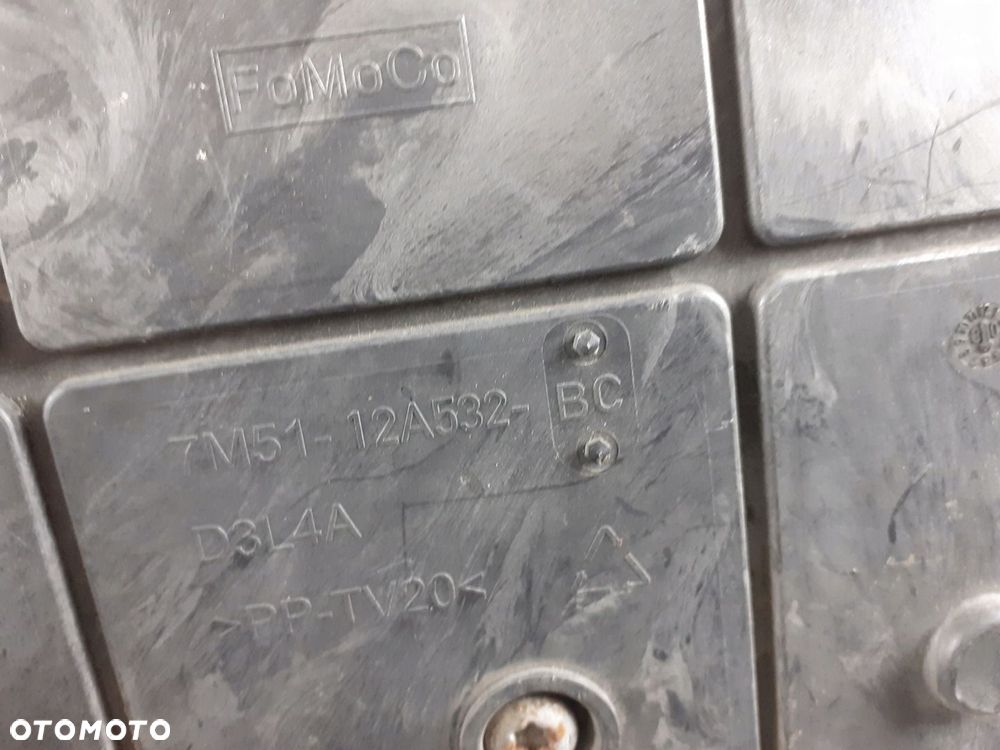 FoMoCo
7M51-12A532-BC
D3L4A
>PP-TV20<
OTOMOTO